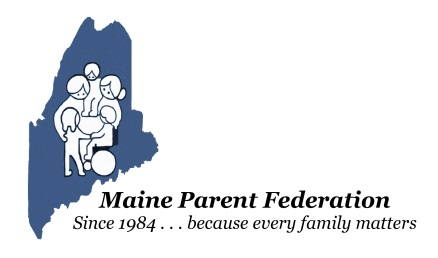 Maine Parent Federation
Since 1984 . . . because every family matters